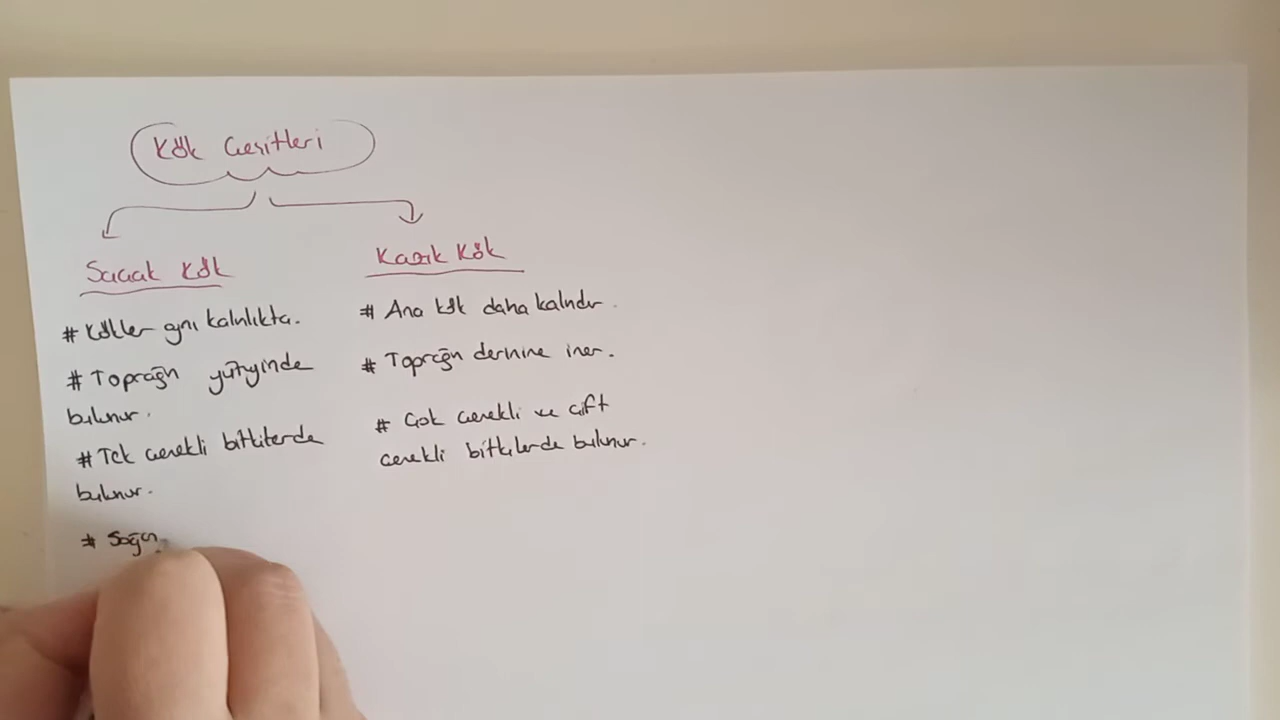 Kök Çeşitleri
Saçak Kök
# Kökler aynı kalınlıkta.
# Toprağın yüzeyinde
bulunur.
# Tek çenekli bitkilerde
bulunur.
# Soğan
Kazık Kök
# Ana kök daha kalındır.
# Toprağın derinine iner.
# Çok çenekli ve çift
çenekli bitkilerde bulunur.